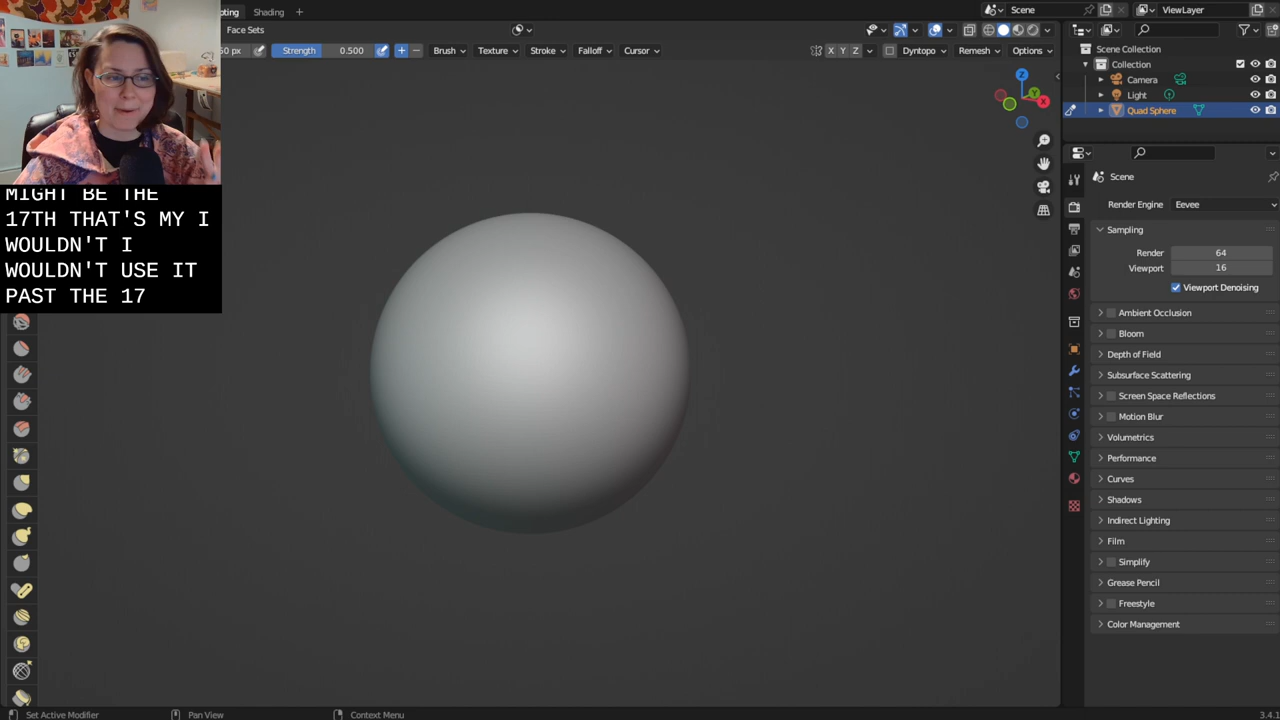 Shading +
Scene
ViewLayer
Face Sets
px
Strength 0.500
Brush
Texture
Stroke
Falloff
Cursor
X Y Z
Dyntopo
Remesh
Options
Scene Collection
Collection
Camera
Light
Quad Sphere
Z
Y
X
MIGHT BE THE
17TH THAT'S MY I
WOULDN'T I
WOULDN'T USE IT
PAST THE 17
Scene
Render Engine Eevee
Sampling
Render 64
Viewport 16
Viewport Denoising
Ambient Occlusion
Bloom
Depth of Field
Subsurface Scattering
Screen Space Reflections
Motion Blur
Volumetrics
Performance
Curves
Shadows
Indirect Lighting
Film
Simplify
Grease Pencil
Freestyle
Color Management
Set Active Modifier
Pan View
Context Menu
3.4.1